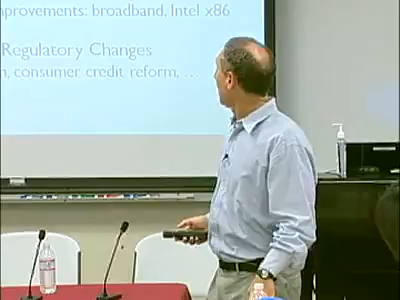 provements: broadband, Intel x86
Regulatory Changes
, consumer credit reform, ...